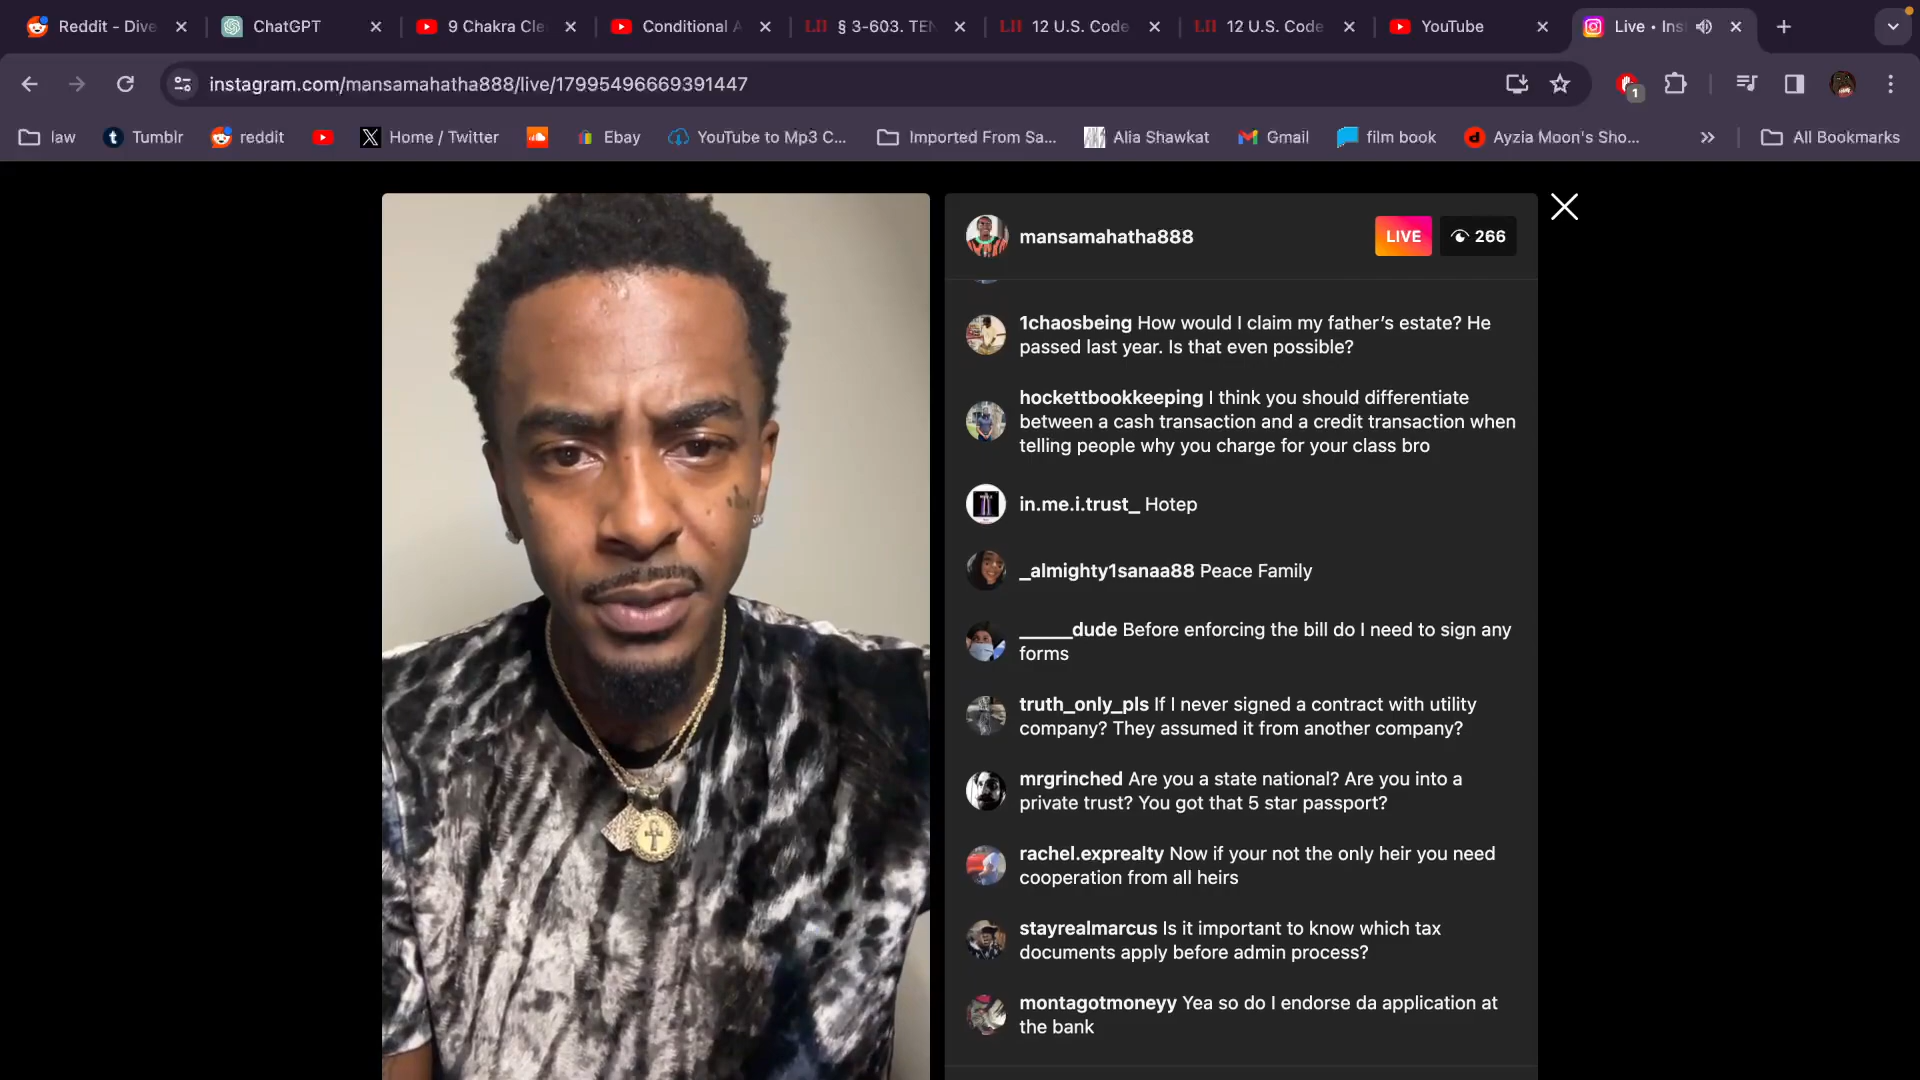 Reddit - Dive
ChatGPT
9 Chakra Cle
Conditional A
LII § 3-603. TEN
LII 12 U.S. Code
LII 12 U.S. Code
YouTube
Live • Ins
instagram.com/mansamahatha888/live/17995496669391447
1
law
Tumblr
reddit
Home / Twitter
Ebay
YouTube to Mp3 C...
Imported From Sa...
Alia Shawkat
Gmail
film book
Ayzia Moon's Sho...
All Bookmarks
mansamahatha888
LIVE
266
1chaosbeing How would I claim my father’s estate? He
passed last year. Is that even possible?
hockettbookkeeping I think you should differentiate
between a cash transaction and a credit transaction when
telling people why you charge for your class bro
in.me.i.trust_ Hotep
_almighty1sanaa88 Peace Family
_____dude Before enforcing the bill do I need to sign any
forms
truth_only_pls If I never signed a contract with utility
company? They assumed it from another company?
mrgrinched Are you a state national? Are you into a
private trust? You got that 5 star passport?
rachel.exprealty Now if your not the only heir you need
cooperation from all heirs
stayrealmarcus Is it important to know which tax
documents apply before admin process?
montagotmoneyy Yea so do I endorse da application at
the bank